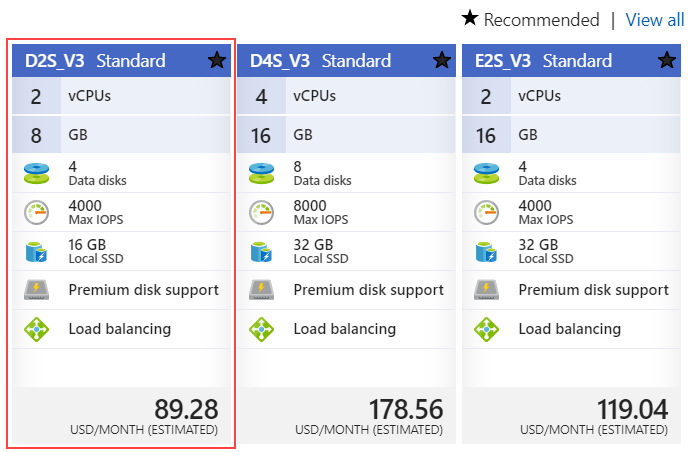 ★ Recommended | View all
D2S_V3 Standard ★
2 vCPUs
8 GB
4
Data disks
4000
Max IOPS
16 GB
Local SSD
Premium disk support
Load balancing
89.28
USD/MONTH (ESTIMATED)
D4S_V3 Standard ★
4 vCPUs
16 GB
8
Data disks
8000
Max IOPS
32 GB
Local SSD
Premium disk support
Load balancing
178.56
USD/MONTH (ESTIMATED)
E2S_V3 Standard ★
2 vCPUs
16 GB
4
Data disks
4000
Max IOPS
32 GB
Local SSD
Premium disk support
Load balancing
119.04
USD/MONTH (ESTIMATED)